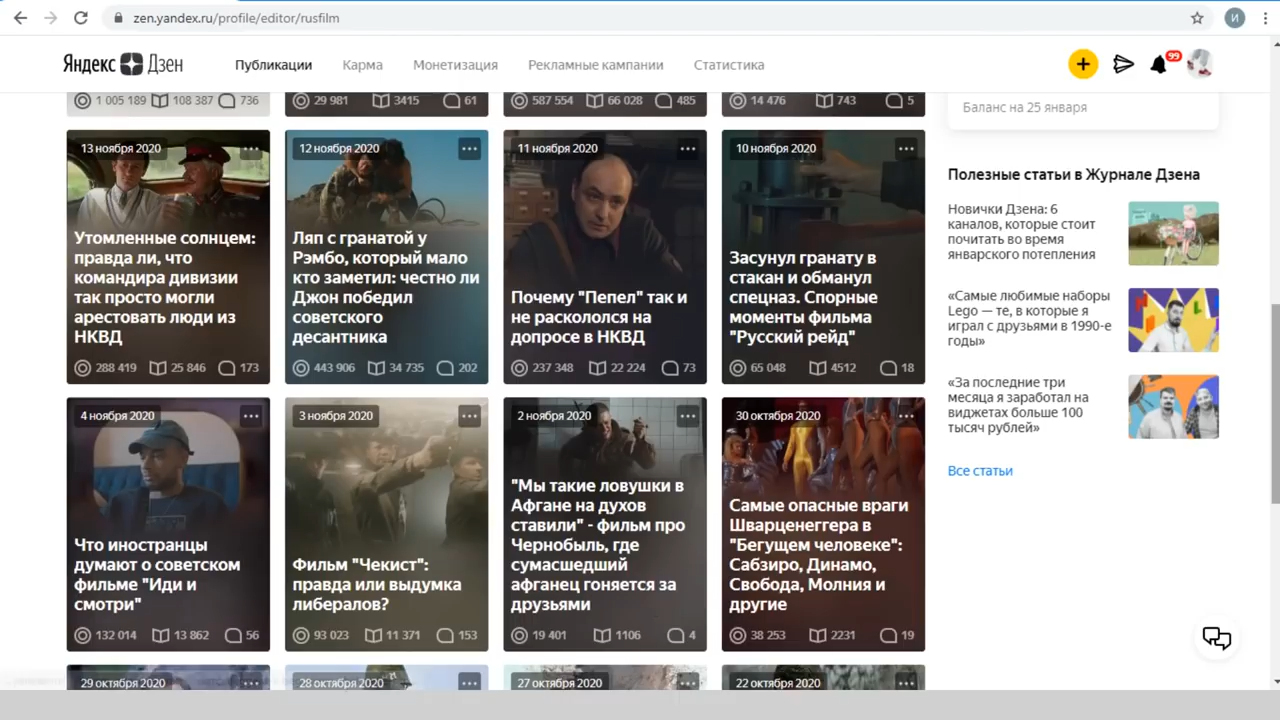 zen.yandex.ru/profile/editor/rusfilm
И
Яндекс Дзен
Публикации
Карма
Монетизация
Рекламные кампании
Статистика
99
1 005 189 108 387 736
29 981 3415 61
587 554 66 028 485
14 476 743 5
Баланс на 25 января
13 ноября 2020
Утомленные солнцем:
правда ли, что
командира дивизии
так просто могли
арестовать люди из
НКВД
288 419 25 846 173
12 ноября 2020
Ляп с гранатой у
Рэмбо, который мало
кто заметил: честно ли
Джон победил
советского
десантника
443 906 34 735 202
11 ноября 2020
Почему "Пепел" так и
не раскололся на
допросе в НКВД
237 348 22 224 73
10 ноября 2020
Засунул гранату в
стакан и обманул
спецназ. Спорные
моменты фильма
"Русский рейд"
65 048 4512 18
4 ноября 2020
Что иностранцы
думают о советском
фильме "Иди и
смотри"
132 014 13 862 56
3 ноября 2020
Фильм "Чекист":
правда или выдумка
либералов?
93 023 11 371 153
2 ноября 2020
"Мы такие ловушки в
Афгане на духов
ставили" - фильм про
Чернобыль, где
сумасшедший
афганец гоняется за
друзьями
19 401 1106 4
30 октября 2020
Самые опасные враги
Шварценеггера в
"Бегущем человеке":
Сабзиро, Динамо,
Свобода, Молния и
другие
38 253 2231 19
29 октября 2020
28 октября 2020
27 октября 2020
22 октября 2020
Полезные статьи в Журнале Дзена
Новички Дзена: 6
каналов, которые стоит
почитать во время
январского потепления
«Самые любимые наборы
Lego — те, в которые я
играл с друзьями в 1990-е
годы»
«За последние три
месяца я заработал на
виджетах больше 100
тысяч рублей»
Все статьи